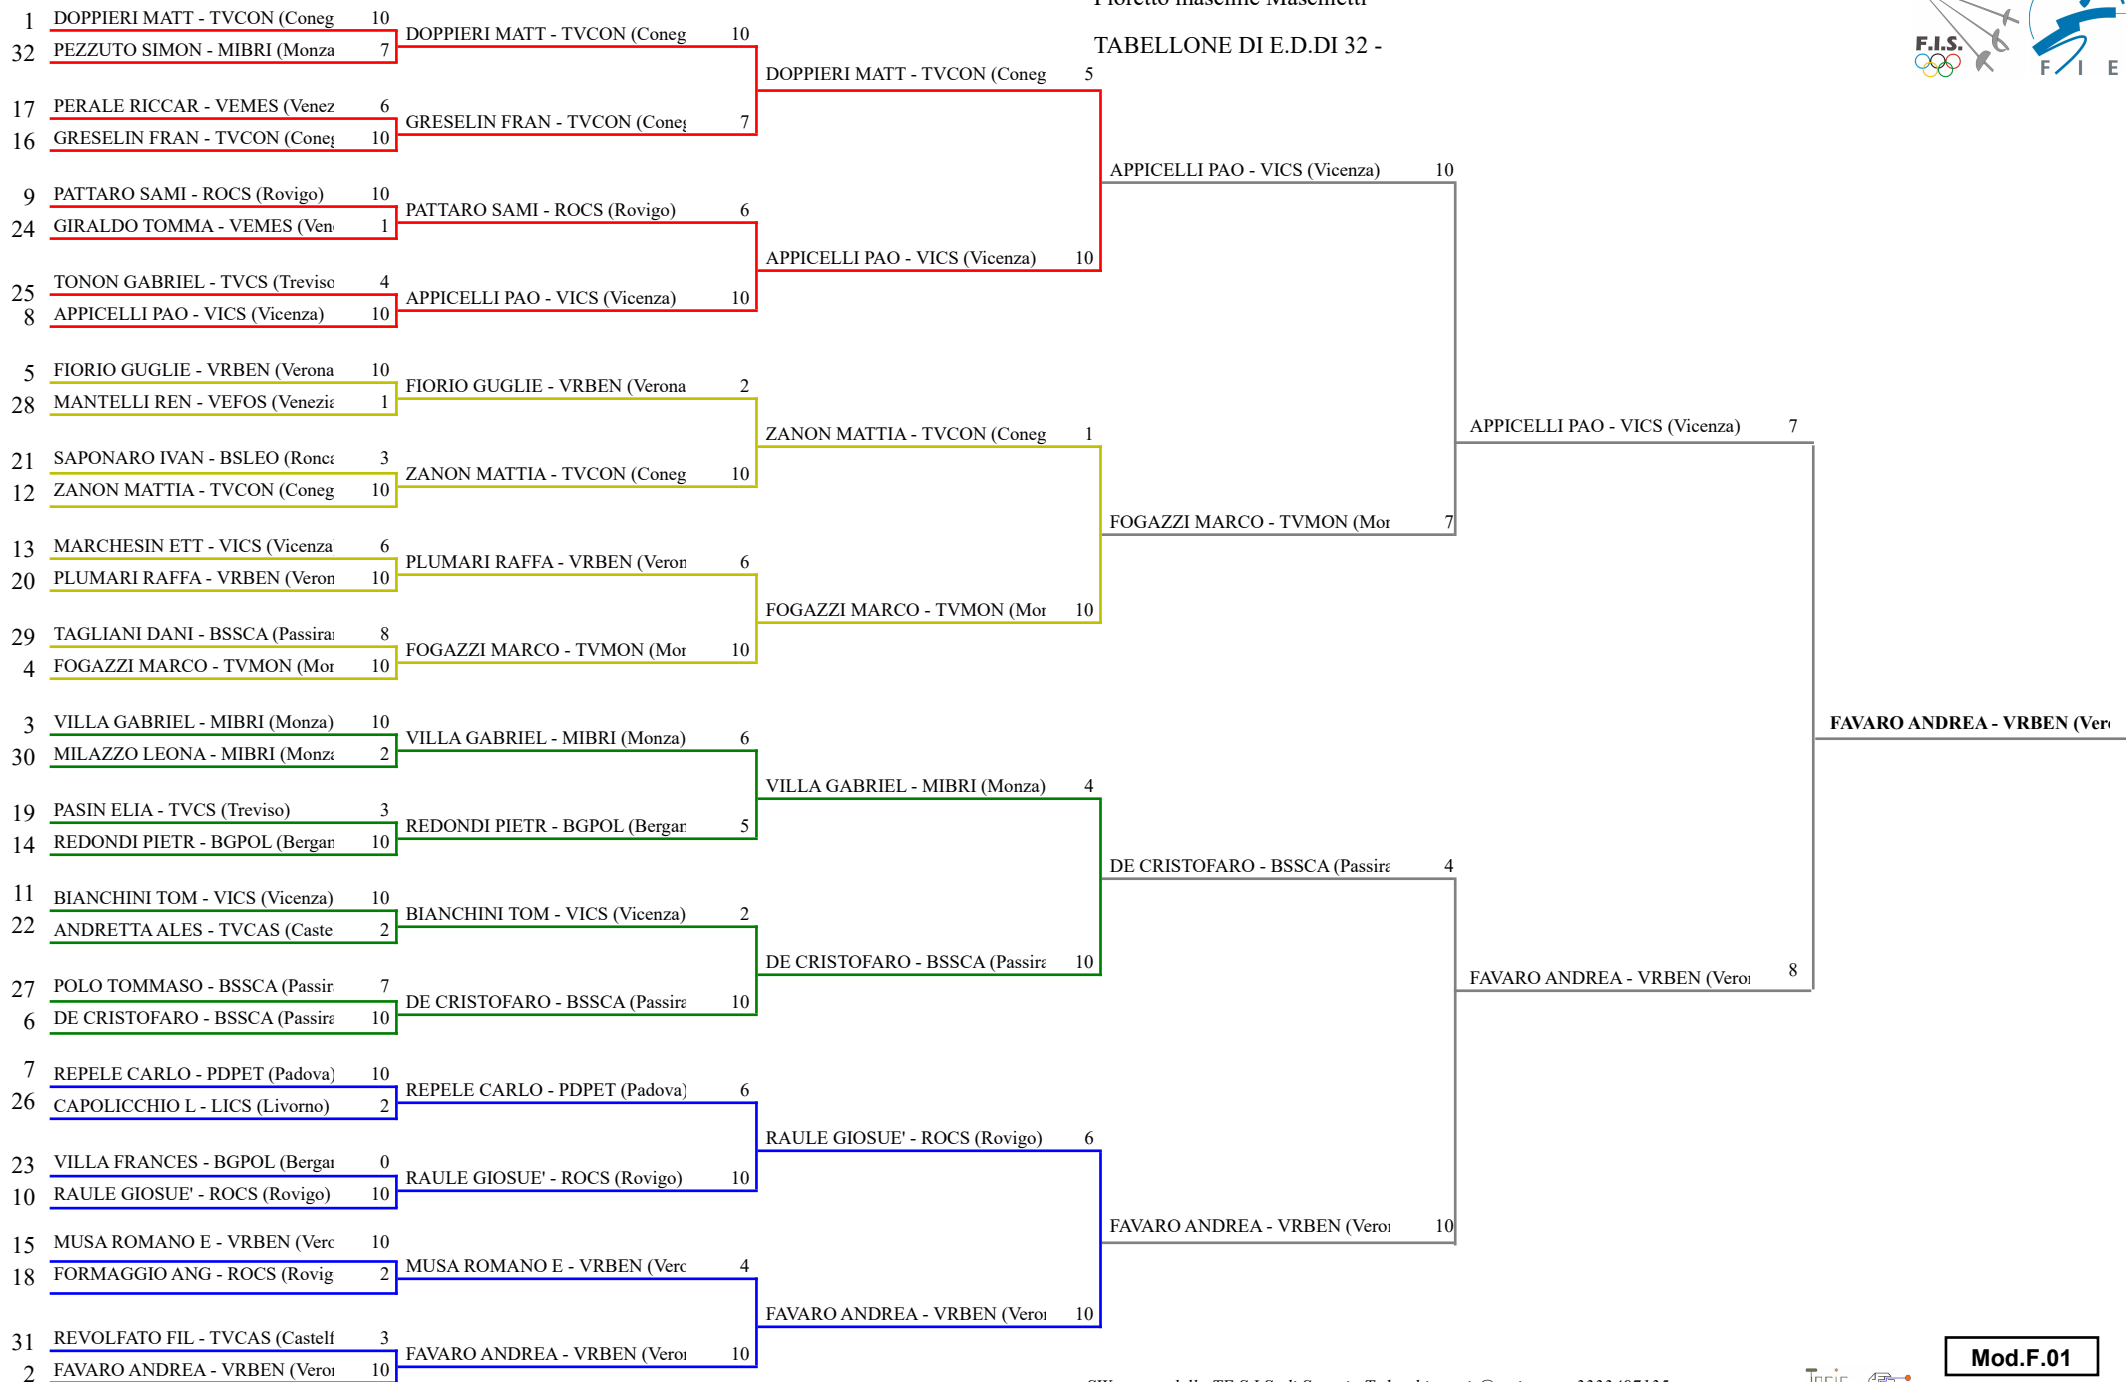 Fioretto maschile Maschietti
TABELLONE DI E.D.DI 32 -
F.I.S.
F I E
1 DOPPIERI MATT - TVCON (Coneg 10
32 PEZZUTO SIMON - MIBRI (Monza 7
17 PERALE RICCAR - VEMES (Venez 6
16 GRESELIN FRAN - TVCON (Coneg 10
9 PATTARO SAMI - ROCS (Rovigo) 10
24 GIRALDO TOMMA - VEMES (Ven 1
25 TONON GABRIEL - TVCS (Treviso 4
8 APPICELLI PAO - VICS (Vicenza) 10
5 FIORIO GUGLIE - VRBEN (Verona 10
28 MANTELLI REN - VEFOS (Venezia 1
21 SAPONARO IVAN - BSLEO (Ronca 3
12 ZANON MATTIA - TVCON (Coneg 10
13 MARCHESIN ETT - VICS (Vicenza 6
20 PLUMARI RAFFA - VRBEN (Veron 10
29 TAGLIANI DANI - BSSCA (Passira 8
4 FOGAZZI MARCO - TVMON (Mon 10
3 VILLA GABRIEL - MIBRI (Monza) 10
30 MILAZZO LEONA - MIBRI (Monza 2
19 PASIN ELIA - TVCS (Treviso) 3
14 REDONDI PIETR - BGPOL (Bergam 10
11 BIANCHINI TOM - VICS (Vicenza) 10
22 ANDRETTA ALES - TVCAS (Caste 2
27 POLO TOMMASO - BSSCA (Passir 7
6 DE CRISTOFARO - BSSCA (Passira 10
7 REPELE CARLO - PDPET (Padova) 10
26 CAPOLICCHIO L - LICS (Livorno) 2
23 VILLA FRANCES - BGPOL (Bergam 0
10 RAULE GIOSUE' - ROCS (Rovigo) 10
15 MUSA ROMANO E - VRBEN (Vero 10
18 FORMAGGIO ANG - ROCS (Rovig 2
31 REVOLFATO FIL - TVCAS (Castelf 3
2 FAVARO ANDREA - VRBEN (Veron 10
DOPPIERI MATT - TVCON (Coneg 10
GRESELIN FRAN - TVCON (Coneg 7
PATTARO SAMI - ROCS (Rovigo) 6
APPICELLI PAO - VICS (Vicenza) 10
FIORIO GUGLIE - VRBEN (Verona 2
ZANON MATTIA - TVCON (Coneg 10
PLUMARI RAFFA - VRBEN (Veron 6
FOGAZZI MARCO - TVMON (Mon 10
VILLA GABRIEL - MIBRI (Monza) 6
REDONDI PIETR - BGPOL (Bergam 5
BIANCHINI TOM - VICS (Vicenza) 2
DE CRISTOFARO - BSSCA (Passira 10
REPELE CARLO - PDPET (Padova) 6
RAULE GIOSUE' - ROCS (Rovigo) 10
MUSA ROMANO E - VRBEN (Vero 4
FAVARO ANDREA - VRBEN (Veron 10
DOPPIERI MATT - TVCON (Coneg 5
APPICELLI PAO - VICS (Vicenza) 10
ZANON MATTIA - TVCON (Coneg 1
FOGAZZI MARCO - TVMON (Mon 10
VILLA GABRIEL - MIBRI (Monza) 4
DE CRISTOFARO - BSSCA (Passira 10
RAULE GIOSUE' - ROCS (Rovigo) 6
FAVARO ANDREA - VRBEN (Veron 10
APPICELLI PAO - VICS (Vicenza) 10
FOGAZZI MARCO - TVMON (Mon 7
DE CRISTOFARO - BSSCA (Passira 4
FAVARO ANDREA - VRBEN (Veron 10
APPICELLI PAO - VICS (Vicenza) 7
FAVARO ANDREA - VRBEN (Veron 8
FAVARO ANDREA - VRBEN (Ver
Mod.F.01